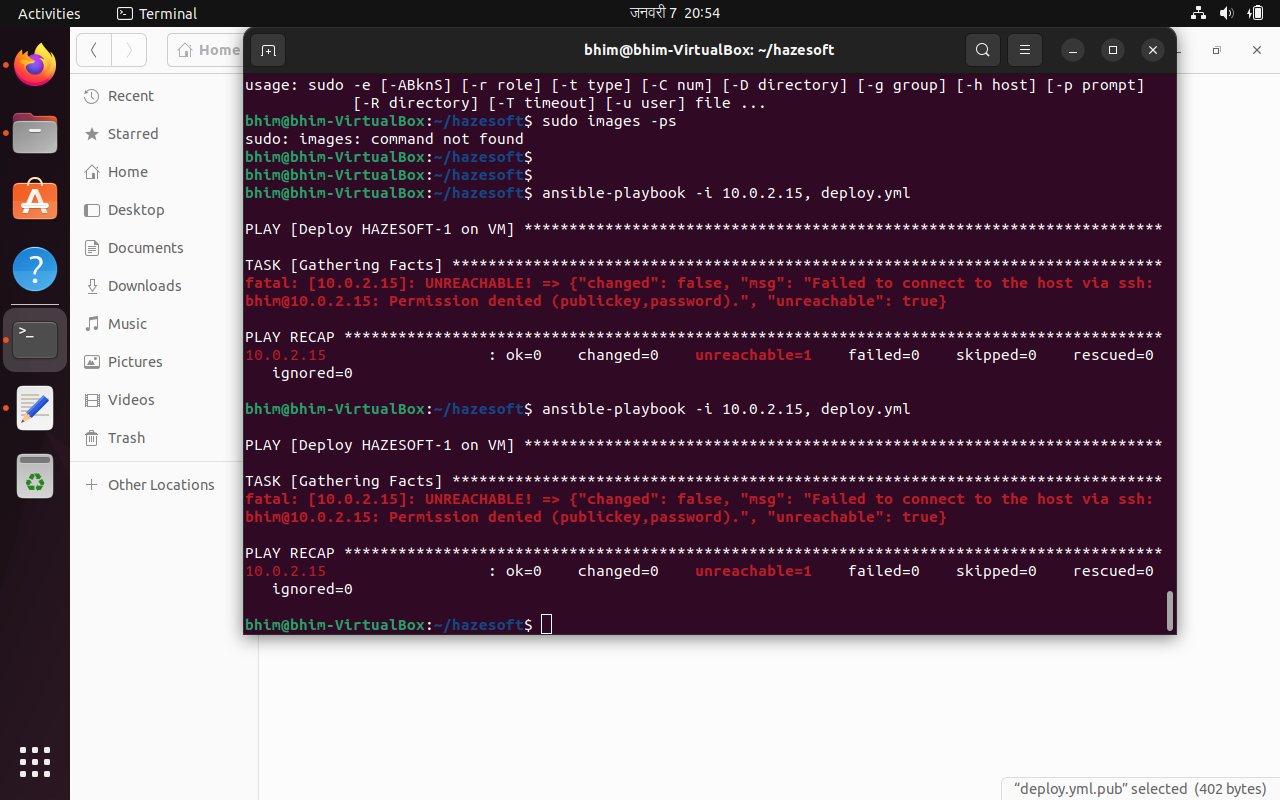 Activities
Terminal
जनवरी 7 20:54
Home
bhim@bhim-VirtualBox: ~/hazesoft
Recent
Starred
Home
Desktop
Documents
Downloads
Music
Pictures
Videos
Trash
Other Locations
usage: sudo -e [-ABknS] [-r role] [-t type] [-C num] [-D directory] [-g group] [-h host] [-p prompt]
[-R directory] [-T timeout] [-u user] file ...
bhim@bhim-VirtualBox:~/hazesoft$ sudo images -ps
sudo: images: command not found
bhim@bhim-VirtualBox:~/hazesoft$
bhim@bhim-VirtualBox:~/hazesoft$
bhim@bhim-VirtualBox:~/hazesoft$ ansible-playbook -i 10.0.2.15, deploy.yml
PLAY [Deploy HAZESOFT-1 on VM] ***********************************************************************
TASK [Gathering Facts] *******************************************************************************
fatal: [10.0.2.15]: UNREACHABLE! => {"changed": false, "msg": "Failed to connect to the host via ssh:
bhim@10.0.2.15: Permission denied (publickey,password).", "unreachable": true}
PLAY RECAP *******************************************************************************************
10.0.2.15 : ok=0 changed=0 unreachable=1 failed=0 skipped=0 rescued=0
ignored=0
bhim@bhim-VirtualBox:~/hazesoft$ ansible-playbook -i 10.0.2.15, deploy.yml
PLAY [Deploy HAZESOFT-1 on VM] ***********************************************************************
TASK [Gathering Facts] *******************************************************************************
fatal: [10.0.2.15]: UNREACHABLE! => {"changed": false, "msg": "Failed to connect to the host via ssh:
bhim@10.0.2.15: Permission denied (publickey,password).", "unreachable": true}
PLAY RECAP *******************************************************************************************
10.0.2.15 : ok=0 changed=0 unreachable=1 failed=0 skipped=0 rescued=0
ignored=0
bhim@bhim-VirtualBox:~/hazesoft$
“deploy.yml.pub” selected (402 bytes)